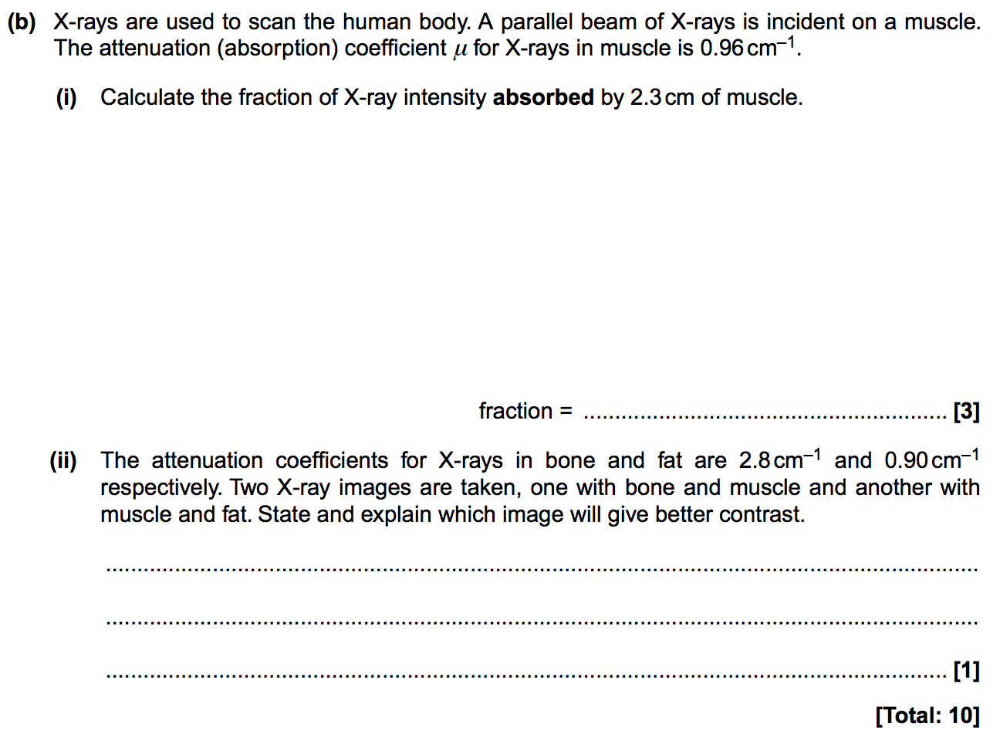 (b) X-rays are used to scan the human body. A parallel beam of X-rays is incident on a muscle.
The attenuation (absorption) coefficient μ for X-rays in muscle is 0.96 cm⁻¹.
(i) Calculate the fraction of X-ray intensity absorbed by 2.3 cm of muscle.
fraction = ............................................................ [3]
(ii) The attenuation coefficients for X-rays in bone and fat are 2.8 cm⁻¹ and 0.90 cm⁻¹
respectively. Two X-ray images are taken, one with bone and muscle and another with
muscle and fat. State and explain which image will give better contrast.
..........................................................................................................................................
..........................................................................................................................................
..................................................................................................................................... [1]
[Total: 10]